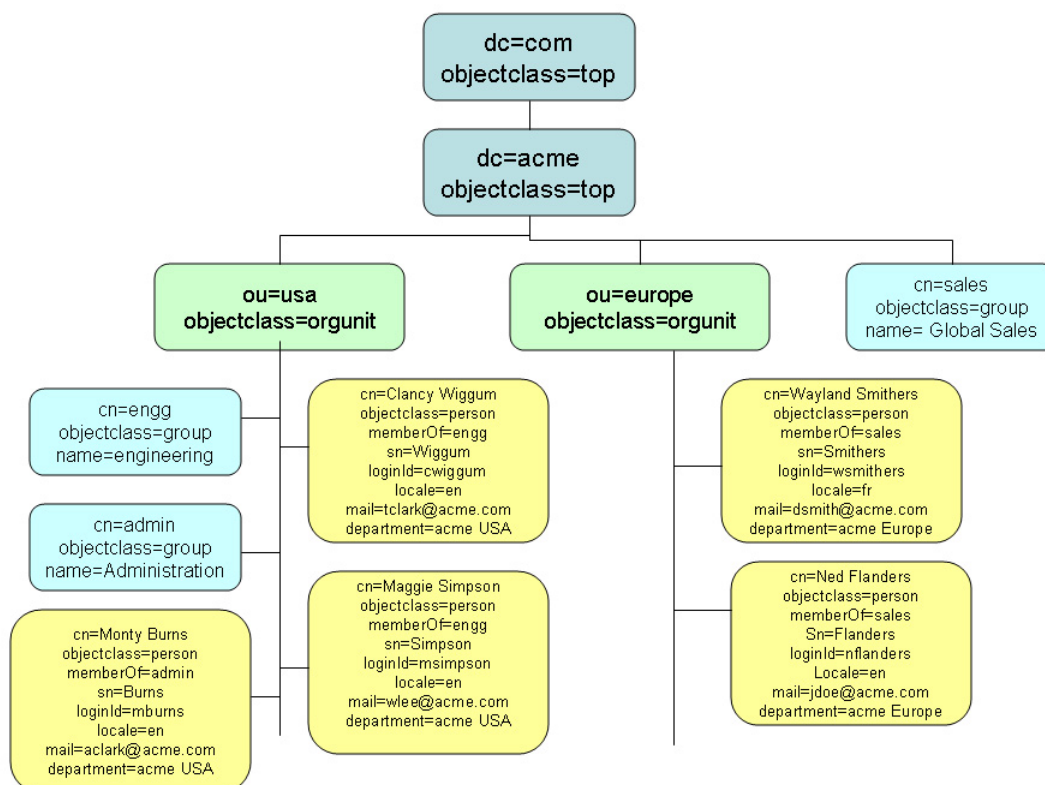 dc=com
objectclass=top
dc=acme
objectclass=top
ou=usa
objectclass=orgunit
ou=europe
objectclass=orgunit
cn=sales
objectclass=group
name= Global Sales
cn=engg
objectclass=group
name=engineering
cn=Clancy Wiggum
objectclass=person
memberOf=engg
sn=Wiggum
loginId=cwiggum
locale=en
mail=tclark@acme.com
department=acme USA
cn=Wayland Smithers
objectclass=person
memberOf=sales
sn=Smithers
loginId=wsmithers
locale=fr
mail=dsmith@acme.com
department=acme Europe
cn=admin
objectclass=group
name=Administration
cn=Maggie Simpson
objectclass=person
memberOf=engg
sn=Simpson
loginId=msimpson
locale=en
mail=wlee@acme.com
department=acme USA
cn=Ned Flanders
objectclass=person
memberOf=sales
Sn=Flanders
loginId=nflanders
Locale=en
mail=jdoe@acme.com
department=acme Europe
cn=Monty Burns
objectclass=person
memberOf=admin
sn=Burns
loginId=mburns
locale=en
mail=aclark@acme.com
department=acme USA